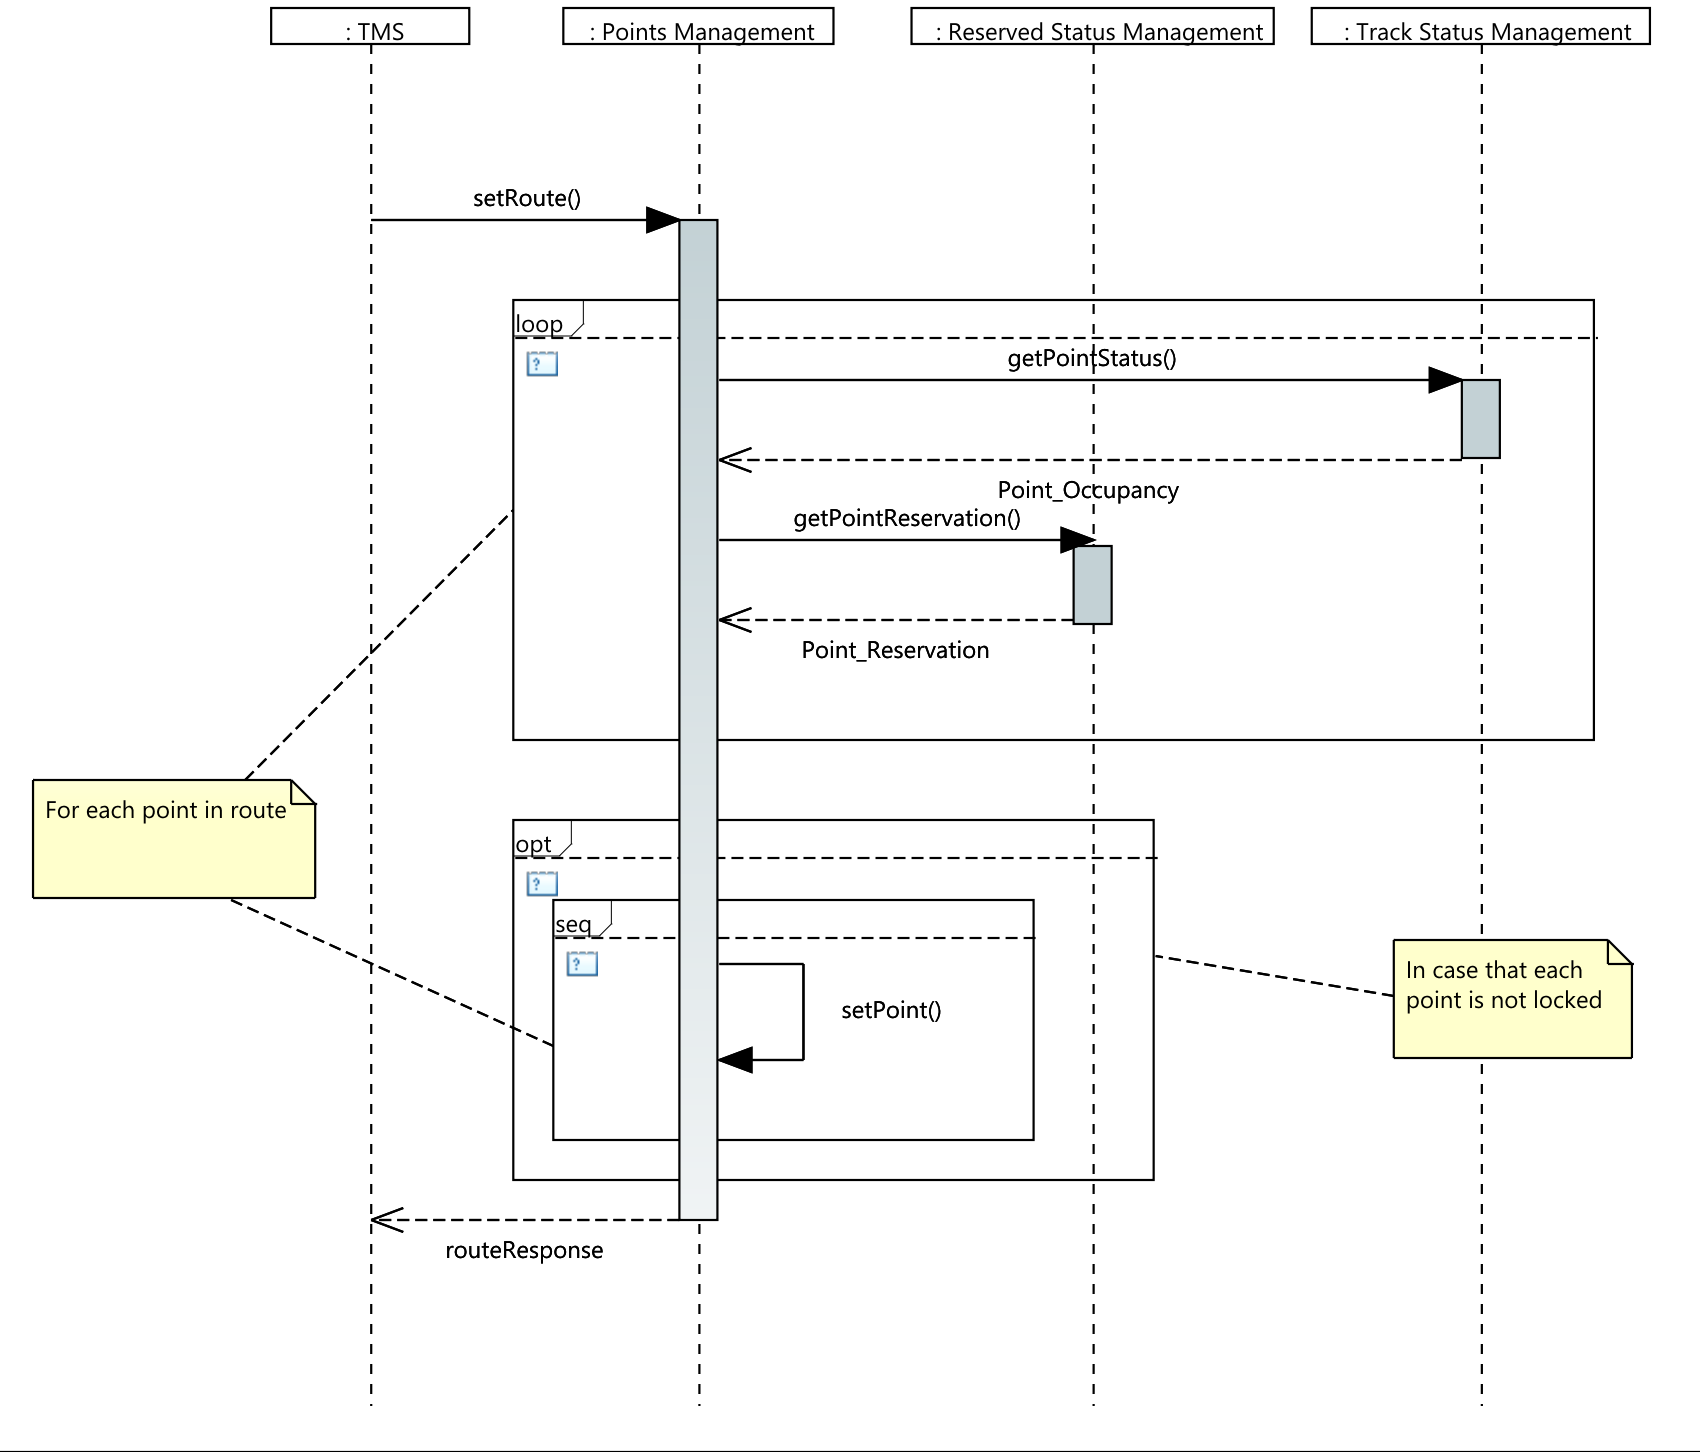 : TMS
: Points Management
: Reserved Status Management
: Track Status Management
setRoute()
loop
?
getPointStatus()
Point_Occupancy
getPointReservation()
Point_Reservation
For each point in route
opt
?
seq
?
setPoint()
In case that each
point is not locked
routeResponse